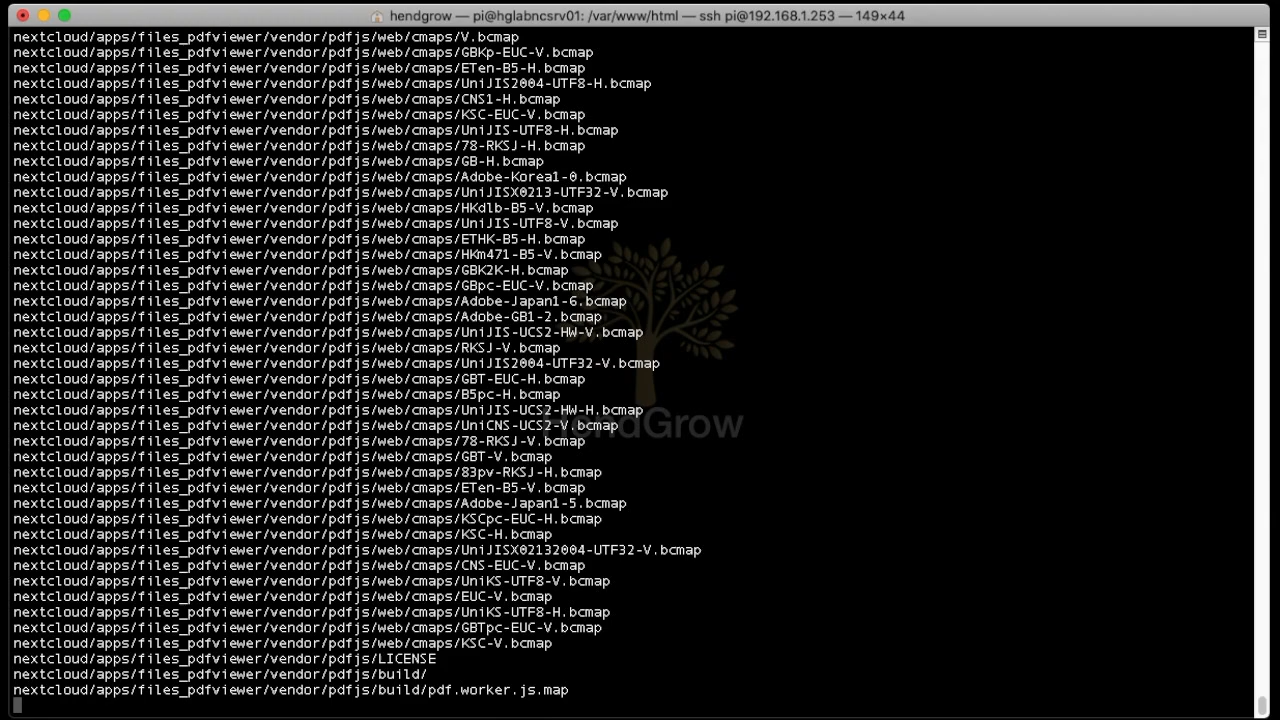 hendgrow — pi@hglabncsrv01: /var/www/html — ssh pi@192.168.1.253 — 149×44
nextcloud/apps/files_pdfviewer/vendor/pdfjs/web/cmaps/V.bcmap
nextcloud/apps/files_pdfviewer/vendor/pdfjs/web/cmaps/GBKp-EUC-V.bcmap
nextcloud/apps/files_pdfviewer/vendor/pdfjs/web/cmaps/ETen-B5-H.bcmap
nextcloud/apps/files_pdfviewer/vendor/pdfjs/web/cmaps/UniJIS2004-UTF8-H.bcmap
nextcloud/apps/files_pdfviewer/vendor/pdfjs/web/cmaps/CNS1-H.bcmap
nextcloud/apps/files_pdfviewer/vendor/pdfjs/web/cmaps/KSC-EUC-V.bcmap
nextcloud/apps/files_pdfviewer/vendor/pdfjs/web/cmaps/UniJIS-UTF8-H.bcmap
nextcloud/apps/files_pdfviewer/vendor/pdfjs/web/cmaps/78-RKSJ-H.bcmap
nextcloud/apps/files_pdfviewer/vendor/pdfjs/web/cmaps/GB-H.bcmap
nextcloud/apps/files_pdfviewer/vendor/pdfjs/web/cmaps/Adobe-Korea1-0.bcmap
nextcloud/apps/files_pdfviewer/vendor/pdfjs/web/cmaps/UniJISX0213-UTF32-V.bcmap
nextcloud/apps/files_pdfviewer/vendor/pdfjs/web/cmaps/HKdlb-B5-V.bcmap
nextcloud/apps/files_pdfviewer/vendor/pdfjs/web/cmaps/UniJIS-UTF8-V.bcmap
nextcloud/apps/files_pdfviewer/vendor/pdfjs/web/cmaps/ETHK-B5-H.bcmap
nextcloud/apps/files_pdfviewer/vendor/pdfjs/web/cmaps/HKm471-B5-V.bcmap
nextcloud/apps/files_pdfviewer/vendor/pdfjs/web/cmaps/GBK2K-H.bcmap
nextcloud/apps/files_pdfviewer/vendor/pdfjs/web/cmaps/GBpc-EUC-V.bcmap
nextcloud/apps/files_pdfviewer/vendor/pdfjs/web/cmaps/Adobe-Japan1-6.bcmap
nextcloud/apps/files_pdfviewer/vendor/pdfjs/web/cmaps/Adobe-GB1-2.bcmap
nextcloud/apps/files_pdfviewer/vendor/pdfjs/web/cmaps/UniJIS-UCS2-HW-V.bcmap
nextcloud/apps/files_pdfviewer/vendor/pdfjs/web/cmaps/RKSJ-V.bcmap
nextcloud/apps/files_pdfviewer/vendor/pdfjs/web/cmaps/UniJIS2004-UTF32-V.bcmap
nextcloud/apps/files_pdfviewer/vendor/pdfjs/web/cmaps/GBT-EUC-H.bcmap
nextcloud/apps/files_pdfviewer/vendor/pdfjs/web/cmaps/B5pc-H.bcmap
nextcloud/apps/files_pdfviewer/vendor/pdfjs/web/cmaps/UniJIS-UCS2-HW-H.bcmap
nextcloud/apps/files_pdfviewer/vendor/pdfjs/web/cmaps/UniCNS-UCS2-V.bcmap
HendGrow
nextcloud/apps/files_pdfviewer/vendor/pdfjs/web/cmaps/78-RKSJ-V.bcmap
nextcloud/apps/files_pdfviewer/vendor/pdfjs/web/cmaps/GBT-V.bcmap
nextcloud/apps/files_pdfviewer/vendor/pdfjs/web/cmaps/83pv-RKSJ-H.bcmap
nextcloud/apps/files_pdfviewer/vendor/pdfjs/web/cmaps/ETen-B5-V.bcmap
nextcloud/apps/files_pdfviewer/vendor/pdfjs/web/cmaps/Adobe-Japan1-5.bcmap
nextcloud/apps/files_pdfviewer/vendor/pdfjs/web/cmaps/KSCpc-EUC-H.bcmap
nextcloud/apps/files_pdfviewer/vendor/pdfjs/web/cmaps/KSC-H.bcmap
nextcloud/apps/files_pdfviewer/vendor/pdfjs/web/cmaps/UniJISX02132004-UTF32-V.bcmap
nextcloud/apps/files_pdfviewer/vendor/pdfjs/web/cmaps/CNS-EUC-V.bcmap
nextcloud/apps/files_pdfviewer/vendor/pdfjs/web/cmaps/UniKS-UTF8-V.bcmap
nextcloud/apps/files_pdfviewer/vendor/pdfjs/web/cmaps/EUC-V.bcmap
nextcloud/apps/files_pdfviewer/vendor/pdfjs/web/cmaps/UniKS-UTF8-H.bcmap
nextcloud/apps/files_pdfviewer/vendor/pdfjs/web/cmaps/GBTpc-EUC-V.bcmap
nextcloud/apps/files_pdfviewer/vendor/pdfjs/web/cmaps/KSC-V.bcmap
nextcloud/apps/files_pdfviewer/vendor/pdfjs/LICENSE
nextcloud/apps/files_pdfviewer/vendor/pdfjs/build/
nextcloud/apps/files_pdfviewer/vendor/pdfjs/build/pdf.worker.js.map